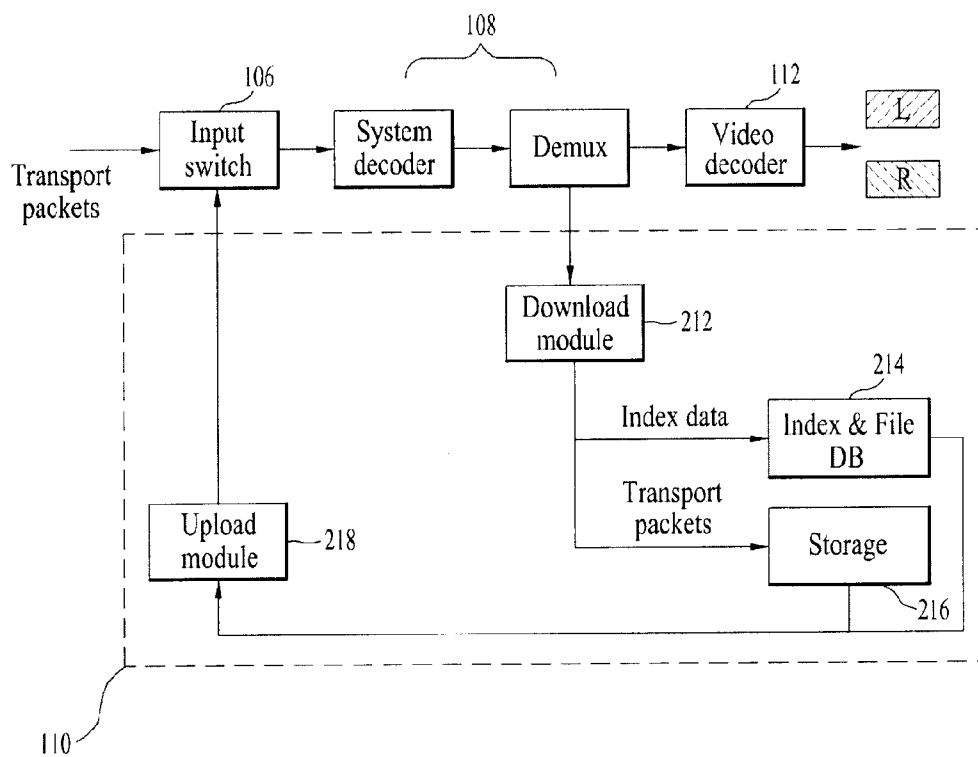 108
106
112
Input
switch
System
decoder
Demux
Video
decoder
L
R
Transport
packets
Download
module
212
214
Index data
Index & File
DB
Transport
packets
Upload
module
218
Storage
216
110